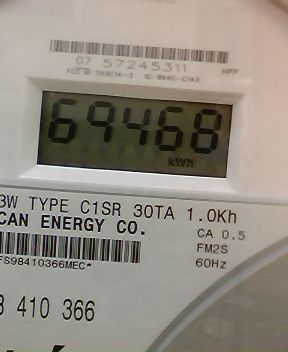 07 57245311
69468
kWh
3W TYPE C1SR 30TA 1.0Kh
CAN ENERGY CO.
CA 0.5
FM2S
60Hz
FS98410366MEC*
410 366